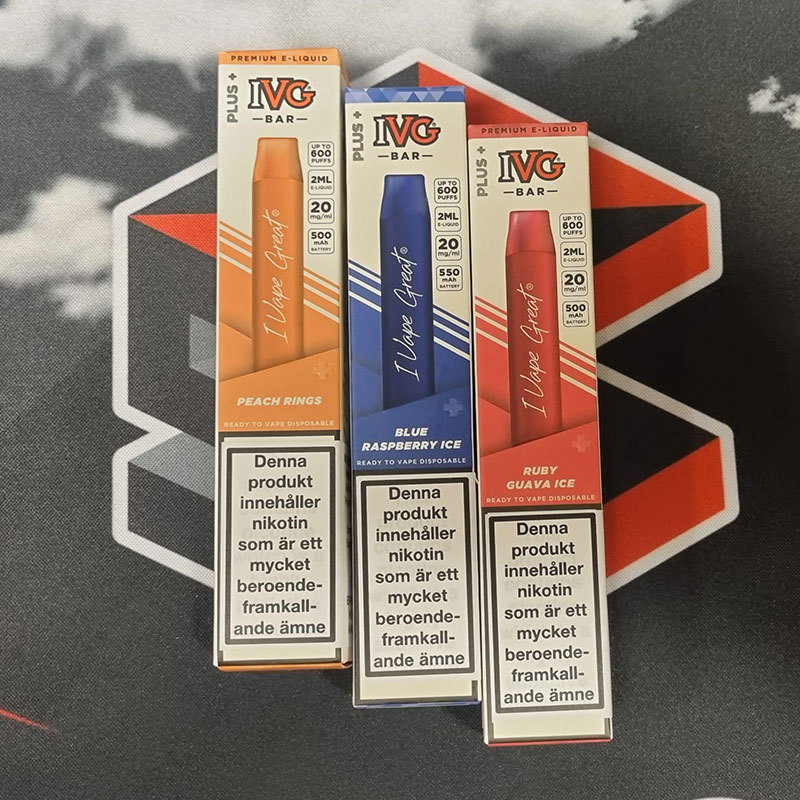 PREMIUM E-LIQUID
PLUS +
IVG®
BAR
UP TO
600
PUFFS
2ML
E-LIQUID
20
mg/ml
500
mAh
BATTERY
I Vape Great®
PEACH RINGS
READY TO VAPE DISPOSABLE
Denna
produkt
innehåller
nikotin
som är ett
mycket
beroende-
framkall-
ande ämne
PLUS +
IVG®
BAR
UP TO
600
PUFFS
2ML
E-LIQUID
20
mg/ml
550
mAh
BATTERY
I Vape Great®
BLUE
RASPBERRY ICE
READY TO VAPE DISPOSABLE
Denna
produkt
innehåller
nikotin
som är ett
mycket
beroende-
framkall-
ande ämne
PREMIUM E-LIQUID
PLUS +
IVG®
BAR
UP TO
600
PUFFS
2ML
E-LIQUID
20
mg/ml
500
mAh
BATTERY
I Vape Great®
RUBY
GUAVA ICE
READY TO VAPE DISPOSABLE
Denna
produkt
innehåller
nikotin
som är ett
mycket
beroende-
framkall-
ande ämne